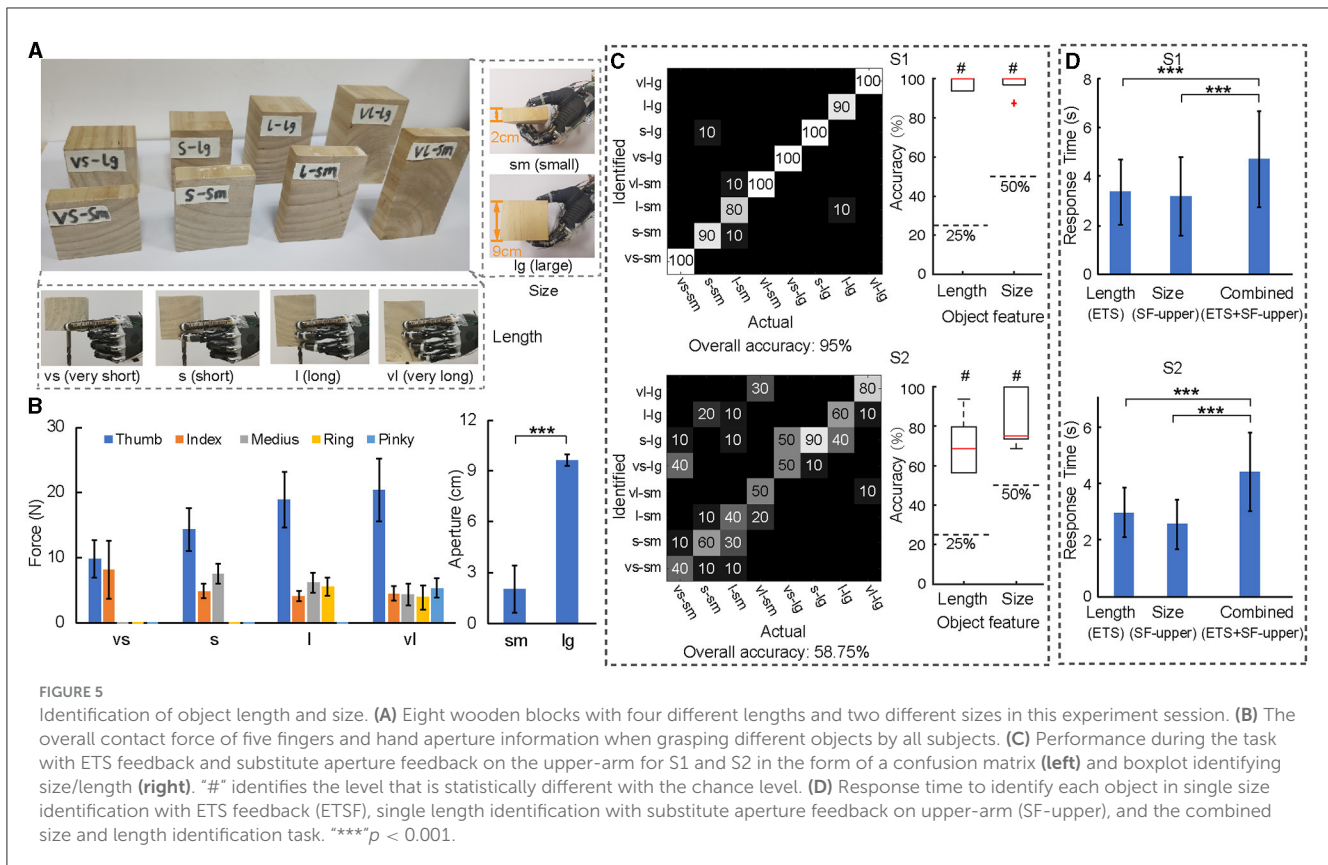 A
vs-lg
S-lg
l-lg
Vl-lg
VS-Sm
S-Sm
l-sm
VL-Sm
2cm
sm (small)
9cm
lg (large)
Size
vs (very short)
s (short)
l (long)
vl (very long)
Length
B
Force (N)
30
20
10
0
Thumb
Index
Medius
Ring
Pinky
vs
s
l
vl
Aperture (cm)
12
9
6
3
0
***
sm
lg
C
S1
Identified
vl-lg 100
l-lg 90
s-lg 10 100
vs-lg 100
vl-sm 10 100
l-sm 80 10
s-sm 90 10
vs-sm 100
vs-sm s-sm l-sm vl-sm vs-lg s-lg l-lg vl-lg
Actual
Overall accuracy: 95%
Accuracy (%)
100
80
60
40
20
0
#
#
25%
50%
Length Size
Object feature
S2
Identified
vl-lg 30 80
l-lg 20 10 60 10
s-lg 10 10 50 90 40
vs-lg 40 50 10
vl-sm 50 10
l-sm 10 40 20
s-sm 10 60 30
vs-sm 40 10 10
vs-sm s-sm l-sm vl-sm vs-lg s-lg l-lg vl-lg
Actual
Overall accuracy: 58.75%
Accuracy (%)
100
80
60
40
20
0
#
#
25%
50%
Length Size
Object feature
D
S1
Response Time (s)
8
6
4
2
0
***
***
Length Size Combined
(ETS) (SF-upper) (ETS+SF-upper)
S2
Response Time (s)
8
6
4
2
0
***
***
Length Size Combined
(ETS) (SF-upper) (ETS+SF-upper)
FIGURE 5
Identification of object length and size. (A) Eight wooden blocks with four different lengths and two different sizes in this experiment session. (B) The
overall contact force of five fingers and hand aperture information when grasping different objects by all subjects. (C) Performance during the task
with ETS feedback and substitute aperture feedback on the upper-arm for S1 and S2 in the form of a confusion matrix (left) and boxplot identifying
size/length (right). "#" identifies the level that is statistically different with the chance level. (D) Response time to identify each object in single size
identification with ETS feedback (ETSF), single length identification with substitute aperture feedback on upper-arm (SF-upper), and the combined
size and length identification task. "***"p < 0.001.